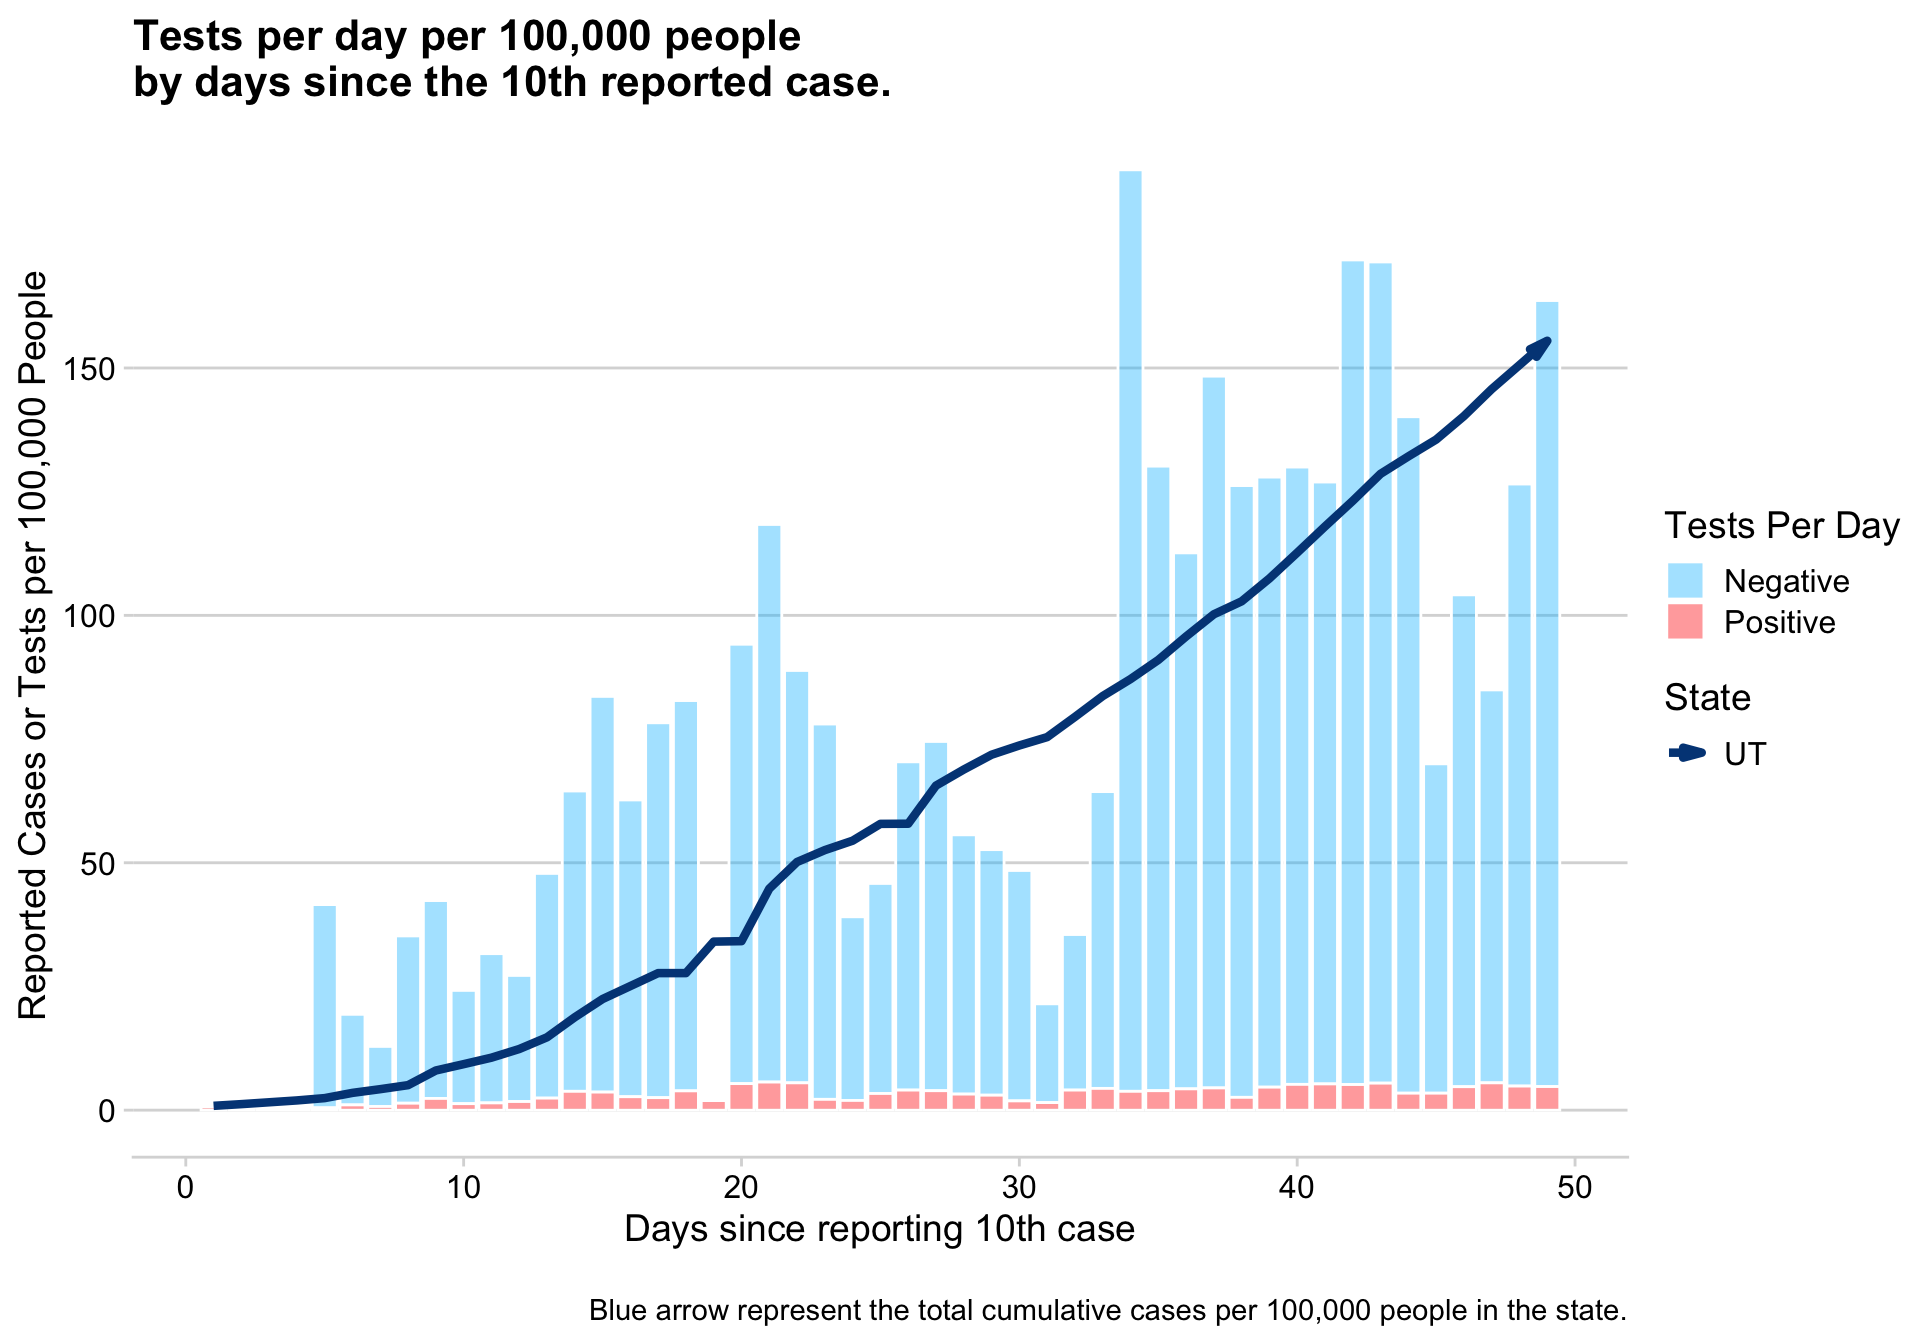 Tests per day per 100,000 people
by days since the 10th reported case.
Reported Cases or Tests per 100,000 People
150
100
50
0
0 10 20 30 40 50
Days since reporting 10th case
Tests Per Day
Negative
Positive
State
UT
Blue arrow represent the total cumulative cases per 100,000 people in the state.